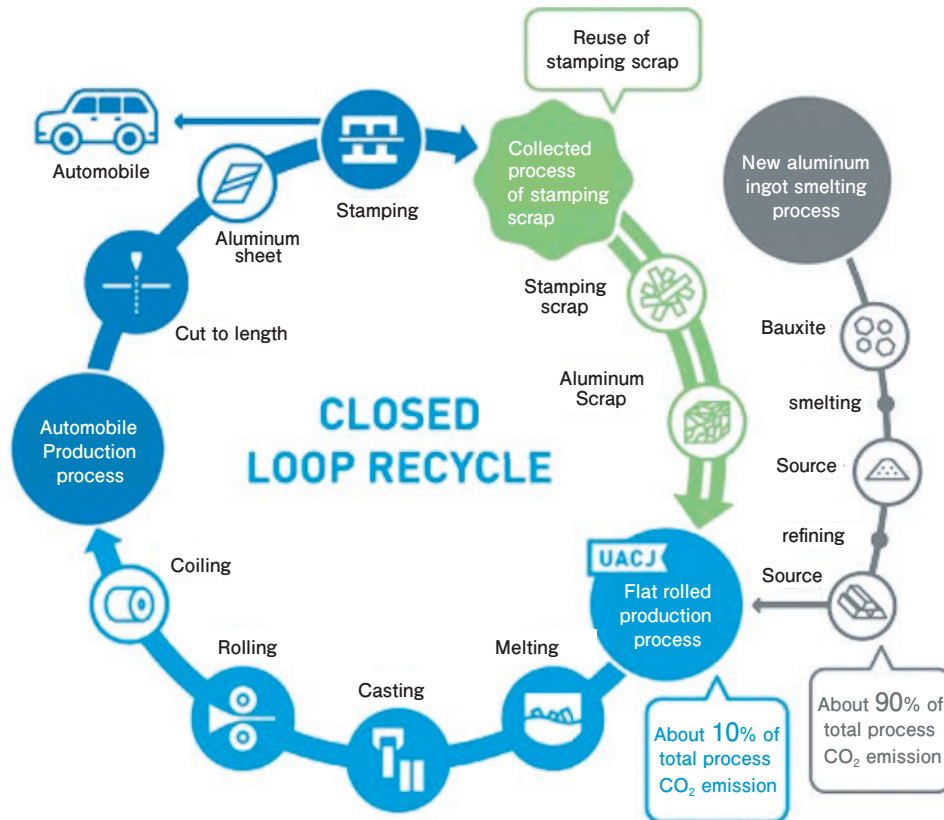 Reuse of
stamping scrap
Automobile
Stamping
Collected
process
of stamping
scrap
New aluminum
ingot smelting
process
Aluminum
sheet
Cut to length
Stamping
scrap
Bauxite
Aluminum
Scrap
smelting
CLOSED
LOOP RECYCLE
Automobile
Production
process
Source
refining
Source
Coiling
UACJ
Flat rolled
production
process
Rolling
Casting
Melting
About 10% of
total process
CO₂ emission
About 90% of
total process
CO₂ emission